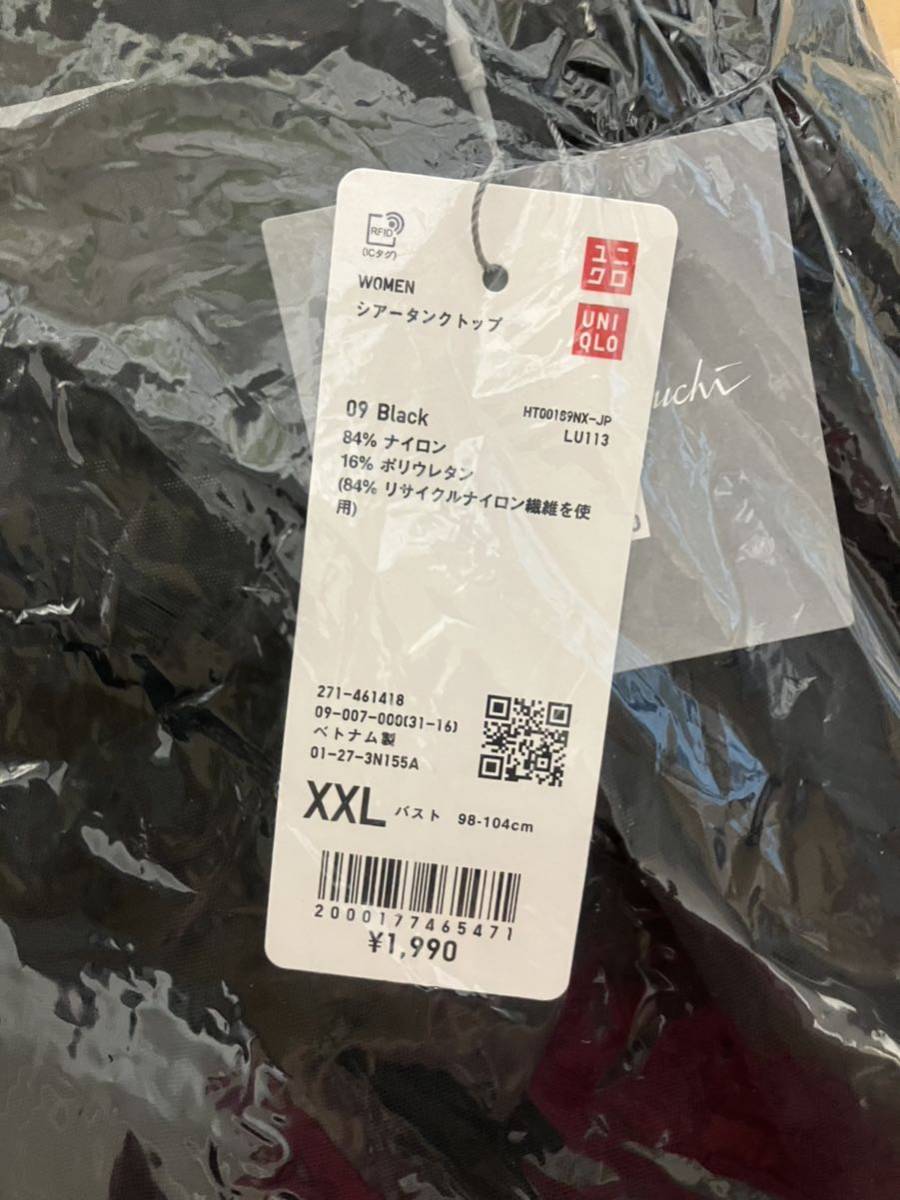 RFID
(ICタグ)
WOMEN
シアータンクトップ
ユニ
クロ
UNI
QLO
09 Black
HT00189NX-JP
LU113
84% ナイロン
16% ポリウレタン
(84% リサイクルナイロン繊維を使
用)
271-461418
09-007-000(31-16)
ベトナム製
01-27-3N155A
XXL バスト 98-104cm
2000177465471
¥1,990
uchi